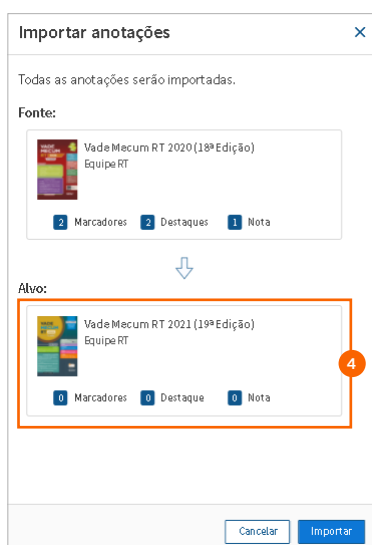 Importar anotações
Todas as anotações serão importadas.
Fonte:
VADE
MECUM
Vade Mecum RT 2020 (18ª Edição)
Equipe RT
2 Marcadores 2 Destaques 1 Nota
Alvo:
Vade Mecum RT 2021 (19ª Edição)
Equipe RT
4
0 Marcadores 0 Destaque 0 Nota
Cancelar Importar